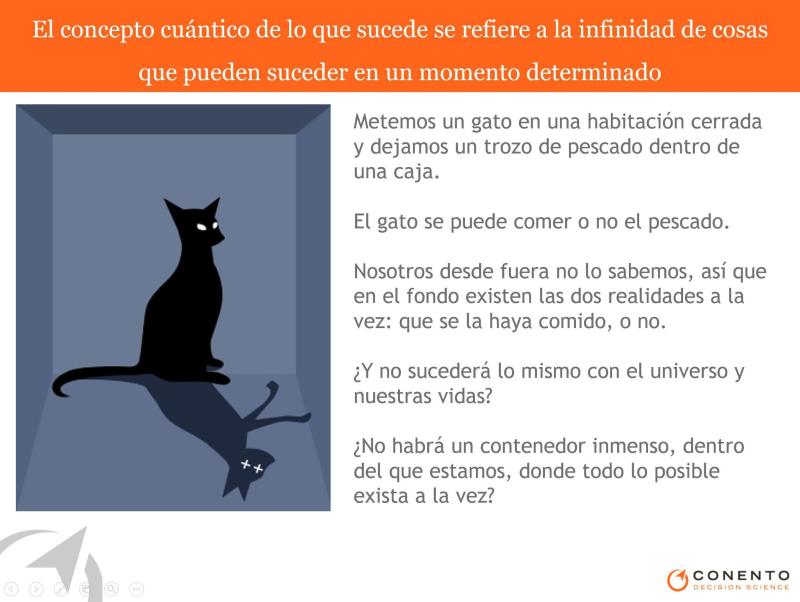 El concepto cuántico de lo que sucede se refiere a la infinidad de cosas
que pueden suceder en un momento determinado
Metemos un gato en una habitación cerrada
y dejamos un trozo de pescado dentro de
una caja.
El gato se puede comer o no el pescado.
Nosotros desde fuera no lo sabemos, así que
en el fondo existen las dos realidades a la
vez: que se la haya comido, o no.
¿Y no sucederá lo mismo con el universo y
nuestras vidas?
¿No habrá un contenedor inmenso, dentro
del que estamos, donde todo lo posible
exista a la vez?
CONENTO
DECISION SCIENCE